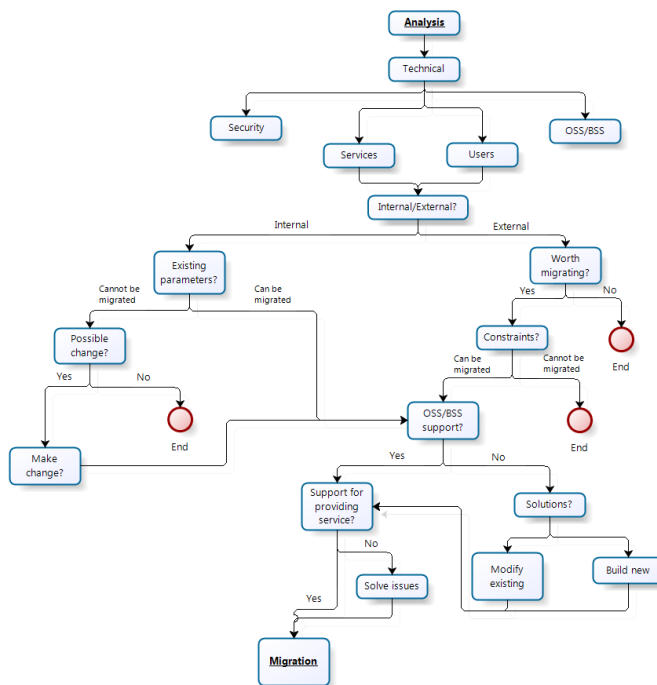 Analysis
Technical
Security
OSS/BSS
Services
Users
Internal/External?
Internal
External
Existing
parameters?
Worth
migrating?
Cannot be
migrated
Can be
migrated
Yes
No
Possible
change?
Constraints?
End
Can be
migrated
Cannot be
migrated
Yes
No
OSS/BSS
support?
End
End
Make
change?
Yes
No
Support for
providing
service?
Solutions?
No
Solve issues
Modify
existing
Build new
Yes
Migration